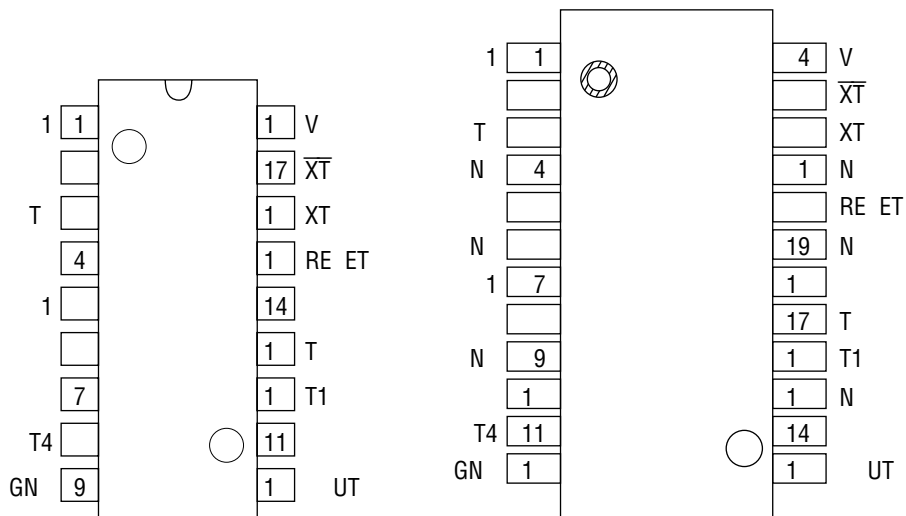 1 1 1 V
17 X̅T̅
T 1 XT
4 1 RE ET
1 14
1 T
7 1 T1
T4 11
GN 9 1 UT
1 1 4 V
X̅T̅
T XT
N 4 1 N
RE ET
N 19 N
1 7 1
17 T
N 9 1 T1
1 1 N
T4 11 14
GN 1 1 UT